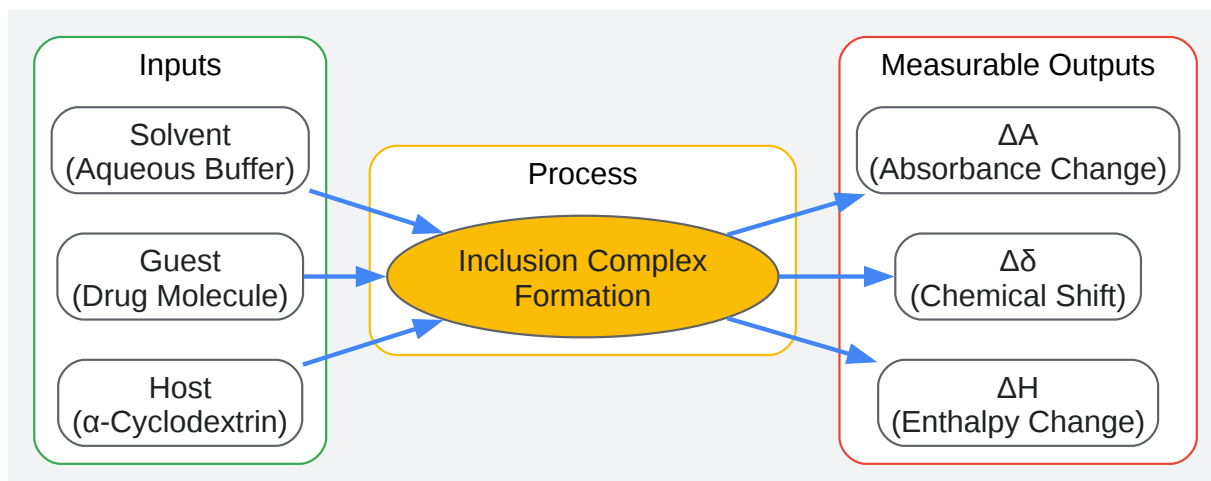 Inputs
Solvent
(Aqueous Buffer)
Guest
(Drug Molecule)
Host
(α-Cyclodextrin)
Process
Inclusion Complex
Formation
Measurable Outputs
ΔA
(Absorbance Change)
Δδ
(Chemical Shift)
ΔH
(Enthalpy Change)